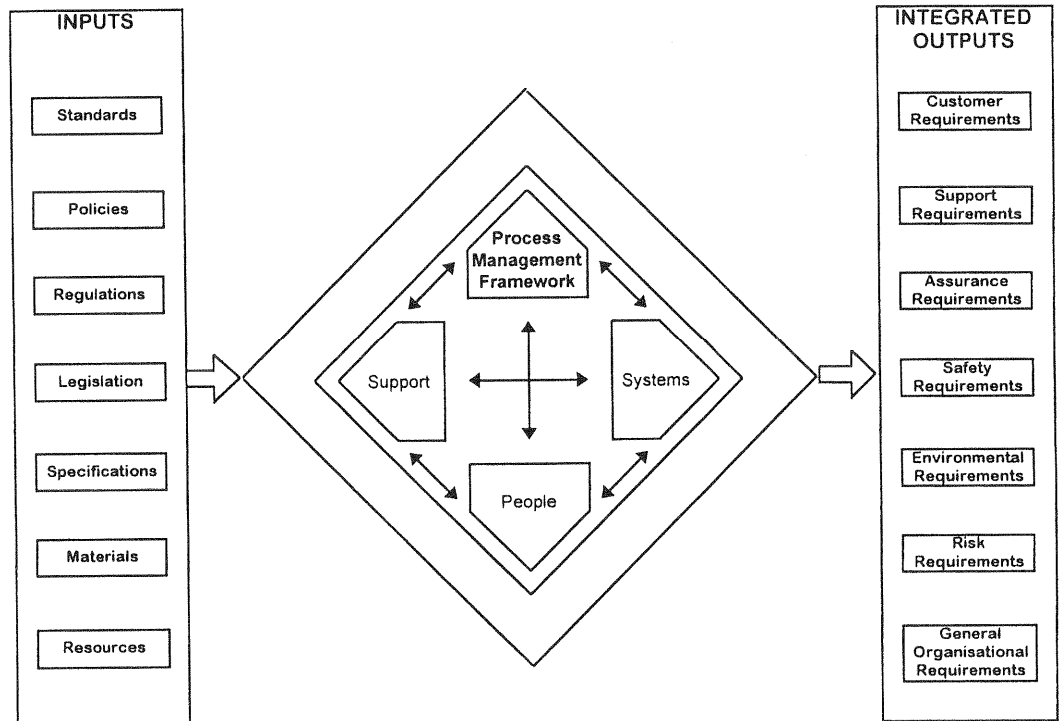 INPUTS
Standards
Policies
Regulations
Legislation
Specifications
Materials
Resources
Process
Management
Framework
Support
Systems
People
INTEGRATED
OUTPUTS
Customer
Requirements
Support
Requirements
Assurance
Requirements
Safety
Requirements
Environmental
Requirements
Risk
Requirements
General
Organisational
Requirements